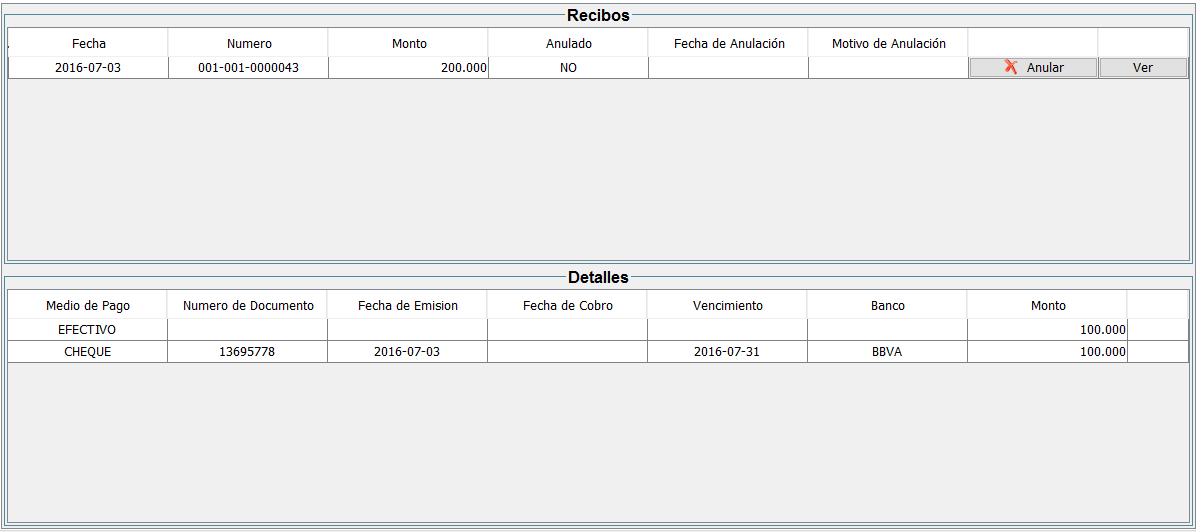 Recibos
Fecha Numero Monto Anulado Fecha de Anulación Motivo de Anulación
2016-07-03 001-001-0000043 200.000 NO Anular Ver
Detalles
Medio de Pago Numero de Documento Fecha de Emision Fecha de Cobro Vencimiento Banco Monto
EFECTIVO 100.000
CHEQUE 13695778 2016-07-03 2016-07-31 BBVA 100.000